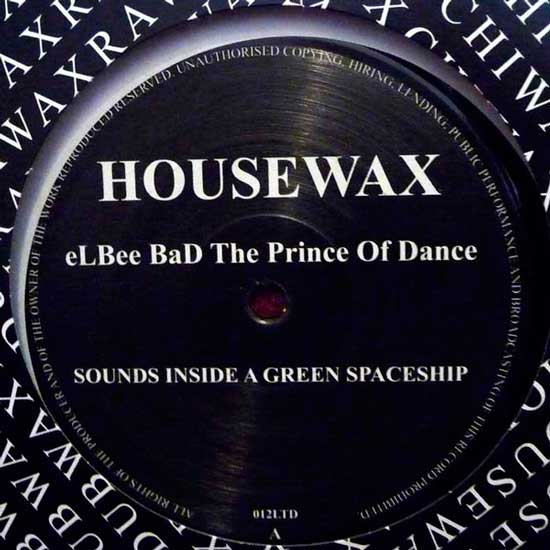 HOUSEWAX
eLBee BaD The Prince Of Dance
SOUNDS INSIDE A GREEN SPACESHIP
012LTD
A
ALL RIGHTS OF THE PRODUCER AND OF THE OWNER OF THE WORK REPRODUCED RESERVED. UNAUTHORISED COPYING, HIRING, LENDING, PUBLIC PERFORMANCE AND BROADCASTING OF THIS RECORD PROHIBITED.